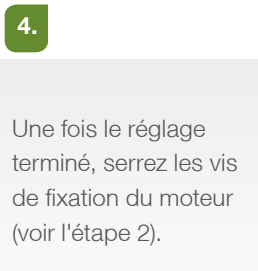 4.
Une fois le réglage
terminé, serrez les vis
de fixation du moteur
(voir l'étape 2).